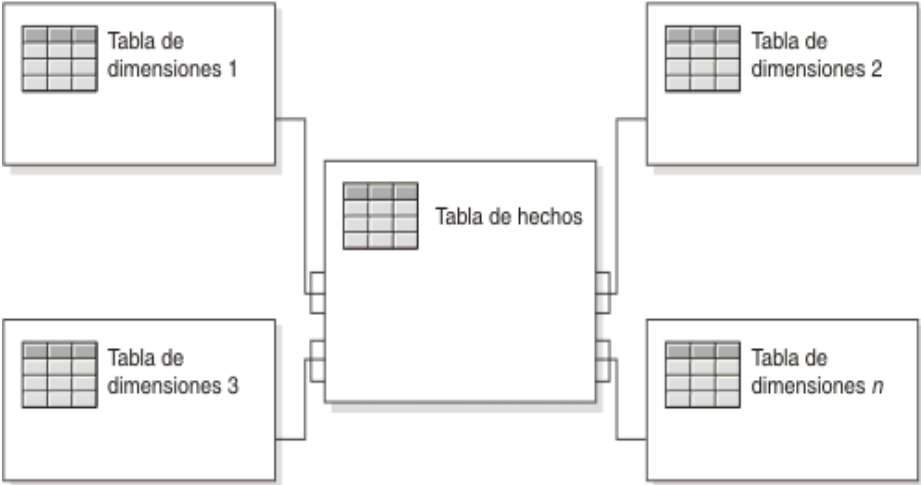 Tabla de
dimensiones 1
Tabla de
dimensiones 2
Tabla de hechos
Tabla de
dimensiones 3
Tabla de
dimensiones n